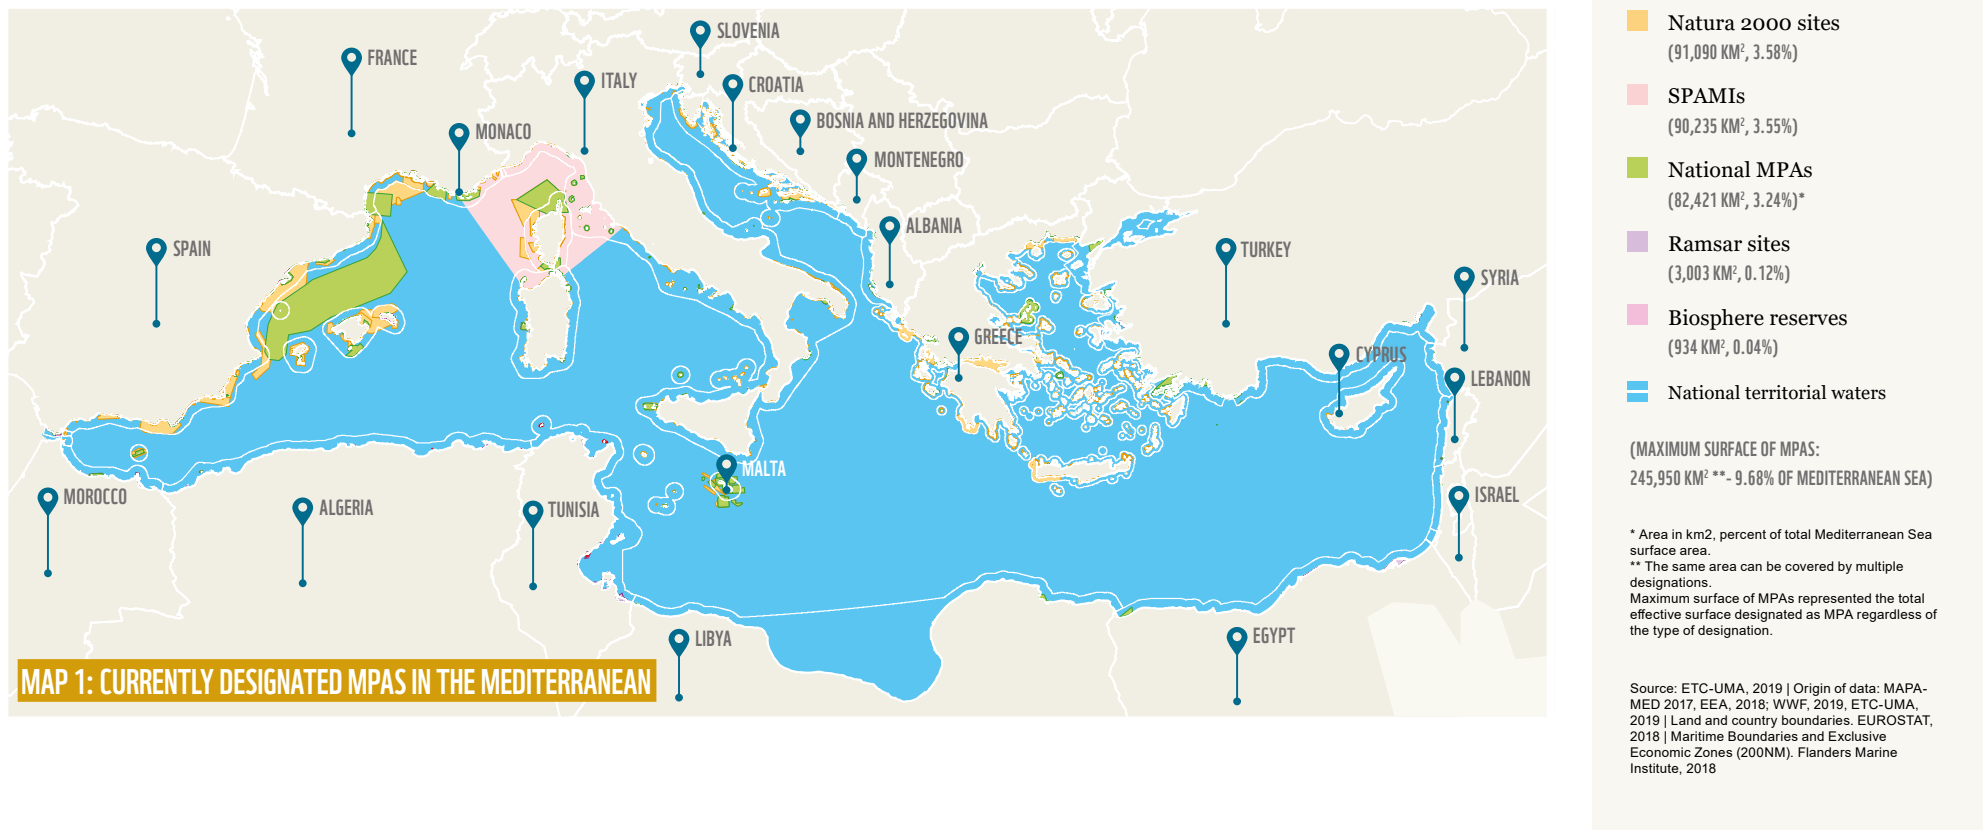 SLOVENIA
FRANCE
ITALY
CROATIA
BOSNIA AND HERZEGOVINA
MONACO
MONTENEGRO
ALBANIA
SPAIN
TURKEY
SYRIA
GREECE
CYPRUS
LEBANON
MALTA
MOROCCO
ALGERIA
TUNISIA
ISRAEL
LIBYA
EGYPT
MAP 1: CURRENTLY DESIGNATED MPAS IN THE MEDITERRANEAN
Natura 2000 sites
(91,090 KM², 3.58%)
SPAMIs
(90,235 KM², 3.55%)
National MPAs
(82,421 KM², 3.24%)*
Ramsar sites
(3,003 KM², 0.12%)
Biosphere reserves
(934 KM², 0.04%)
National territorial waters
(MAXIMUM SURFACE OF MPAS:
245,950 KM² **- 9.68% OF MEDITERRANEAN SEA)
* Area in km2, percent of total Mediterranean Sea
surface area.
** The same area can be covered by multiple
designations.
Maximum surface of MPAs represented the total
effective surface designated as MPA regardless of
the type of designation.
Source: ETC-UMA, 2019 | Origin of data: MAPA-
MED 2017, EEA, 2018; WWF, 2019, ETC-UMA,
2019 | Land and country boundaries. EUROSTAT,
2018 | Maritime Boundaries and Exclusive
Economic Zones (200NM). Flanders Marine
Institute, 2018